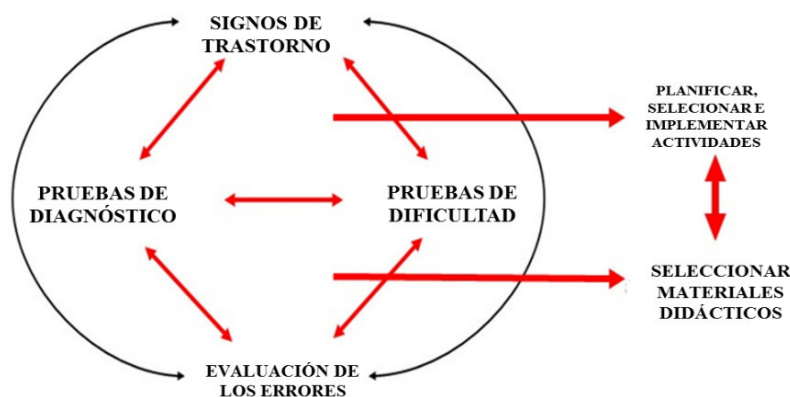 SIGNOS DE
TRASTORNO
PLANIFICAR,
SELECIONAR E
IMPLEMENTAR
ACTIVIDADES
PRUEBAS DE
DIAGNÓSTICO
PRUEBAS DE
DIFICULTAD
SELECCIONAR
MATERIALES
DIDÁCTICOS
EVALUACIÓN DE
LOS ERRORES